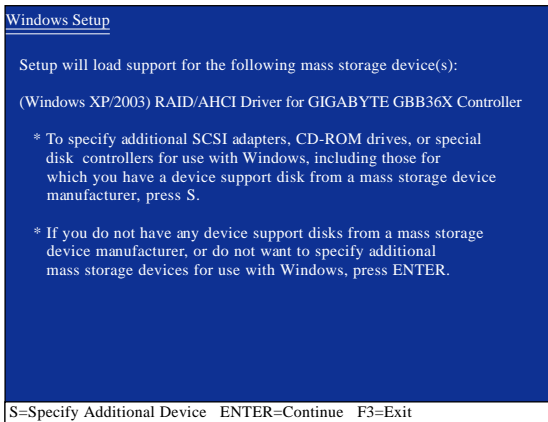 Windows Setup
Setup will load support for the following mass storage device(s):
(Windows XP/2003) RAID/AHCI Driver for GIGABYTE GBB36X Controller
* To specify additional SCSI adapters, CD-ROM drives, or special
disk controllers for use with Windows, including those for
which you have a device support disk from a mass storage device
manufacturer, press S.
* If you do not have any device support disks from a mass storage
device manufacturer, or do not want to specify additional
mass storage devices for use with Windows, press ENTER.
S=Specify Additional Device ENTER=Continue F3=Exit